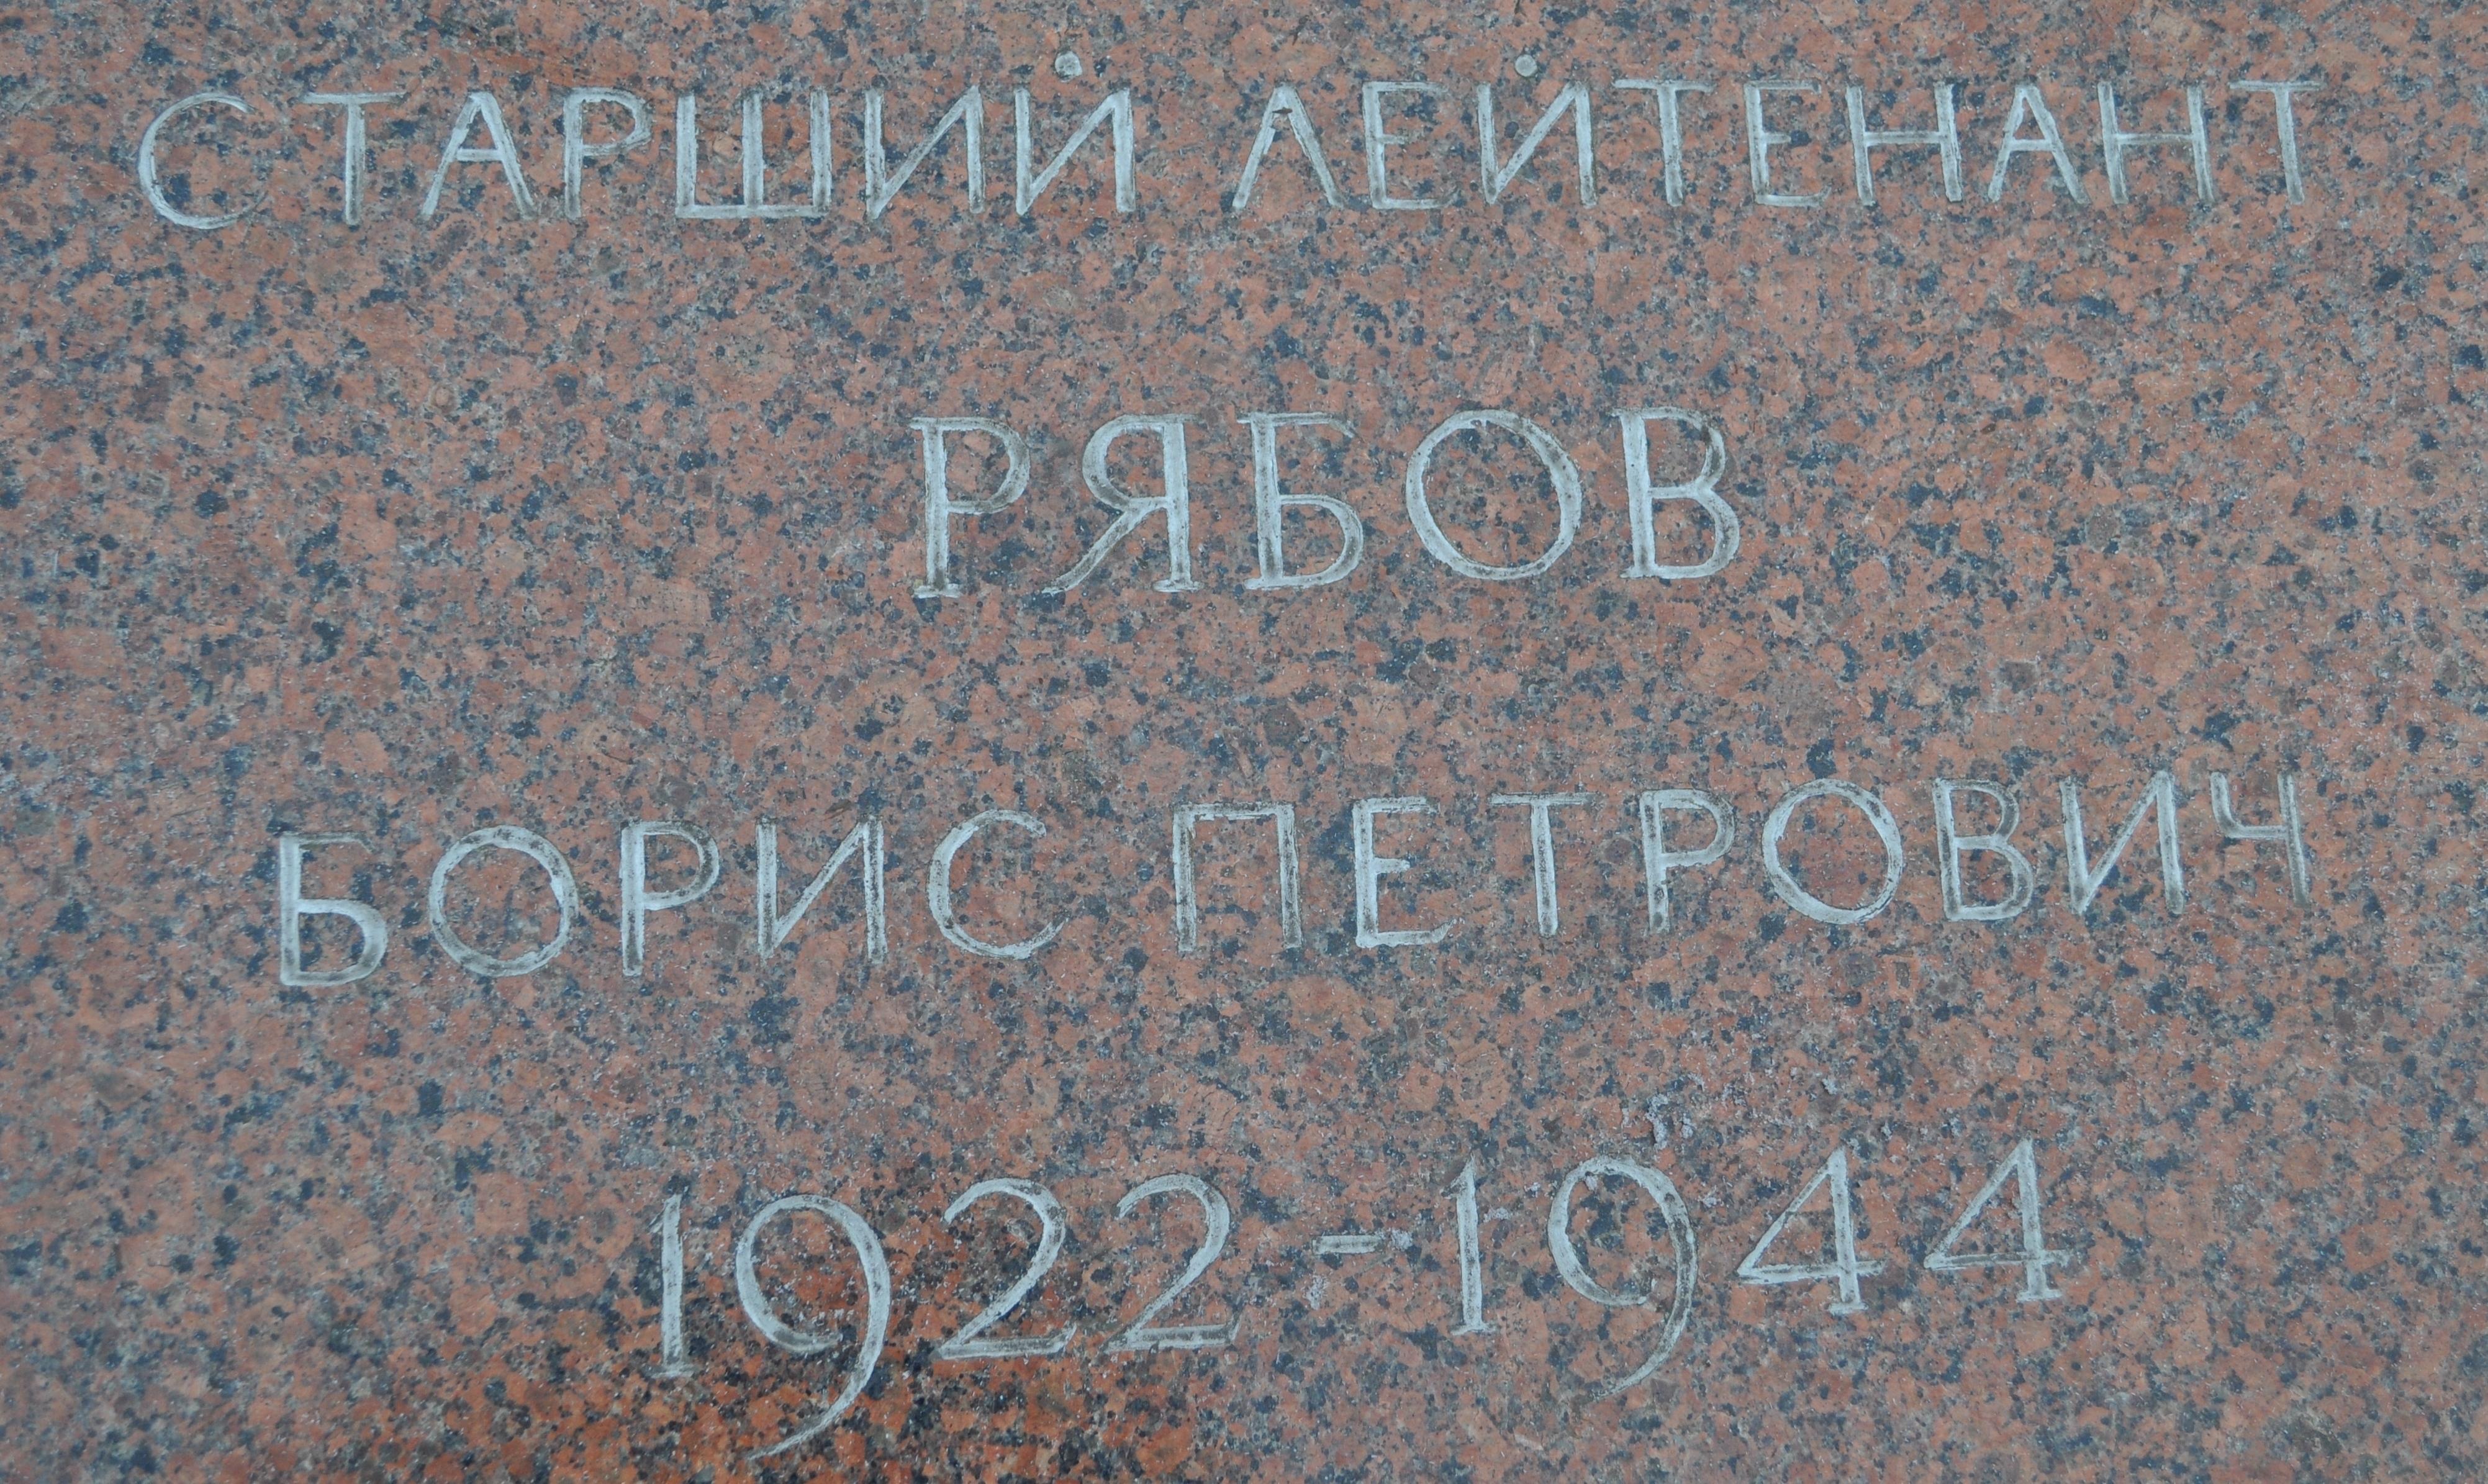 СТАРШИЙ ЛЕЙТЕНАНТ
РЯБОВ
БОРИС ПЕТРОВИЧ
1922-1944